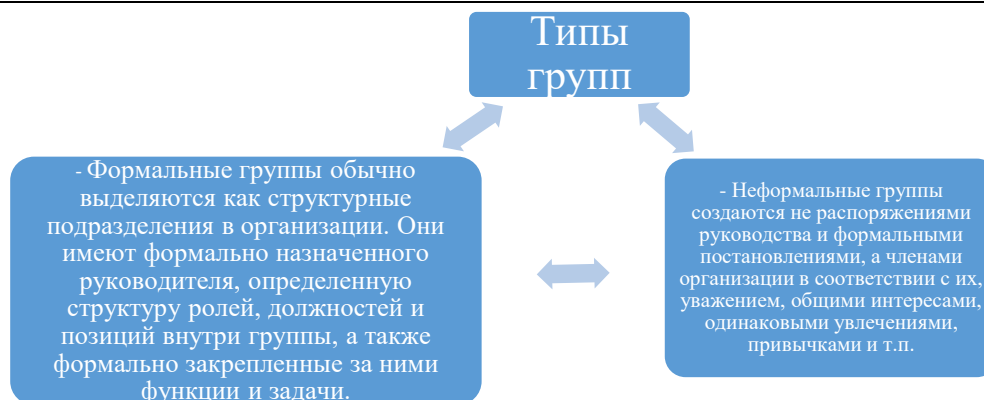 Типы
групп
- Формальные группы обычно
выделяются как структурные
подразделения в организации. Они
имеют формально назначенного
руководителя, определенную
структуру ролей, должностей и
позиций внутри группы, а также
формально закрепленные за ними
функции и задачи.
- Неформальные группы
создаются не распоряжениями
руководства и формальными
постановлениями, а членами
организации в соответствии с их,
уважением, общими интересами,
одинаковыми увлечениями,
привычками и т.п.